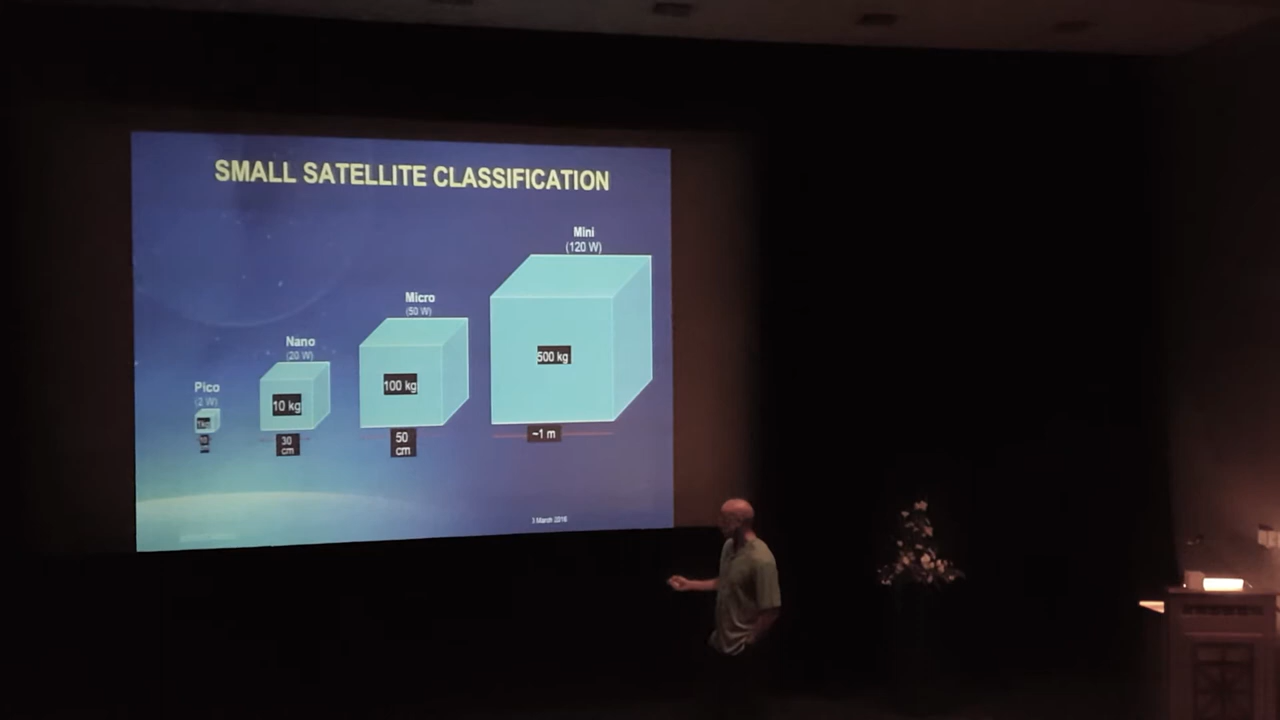 SMALL SATELLITE CLASSIFICATION
Mini
(120 W)
Micro
(50 W)
Nano
(20 W)
Pico
(2 W)
500 kg
100 kg
10 kg
~1 m
50
cm
30
cm
3 March 2016